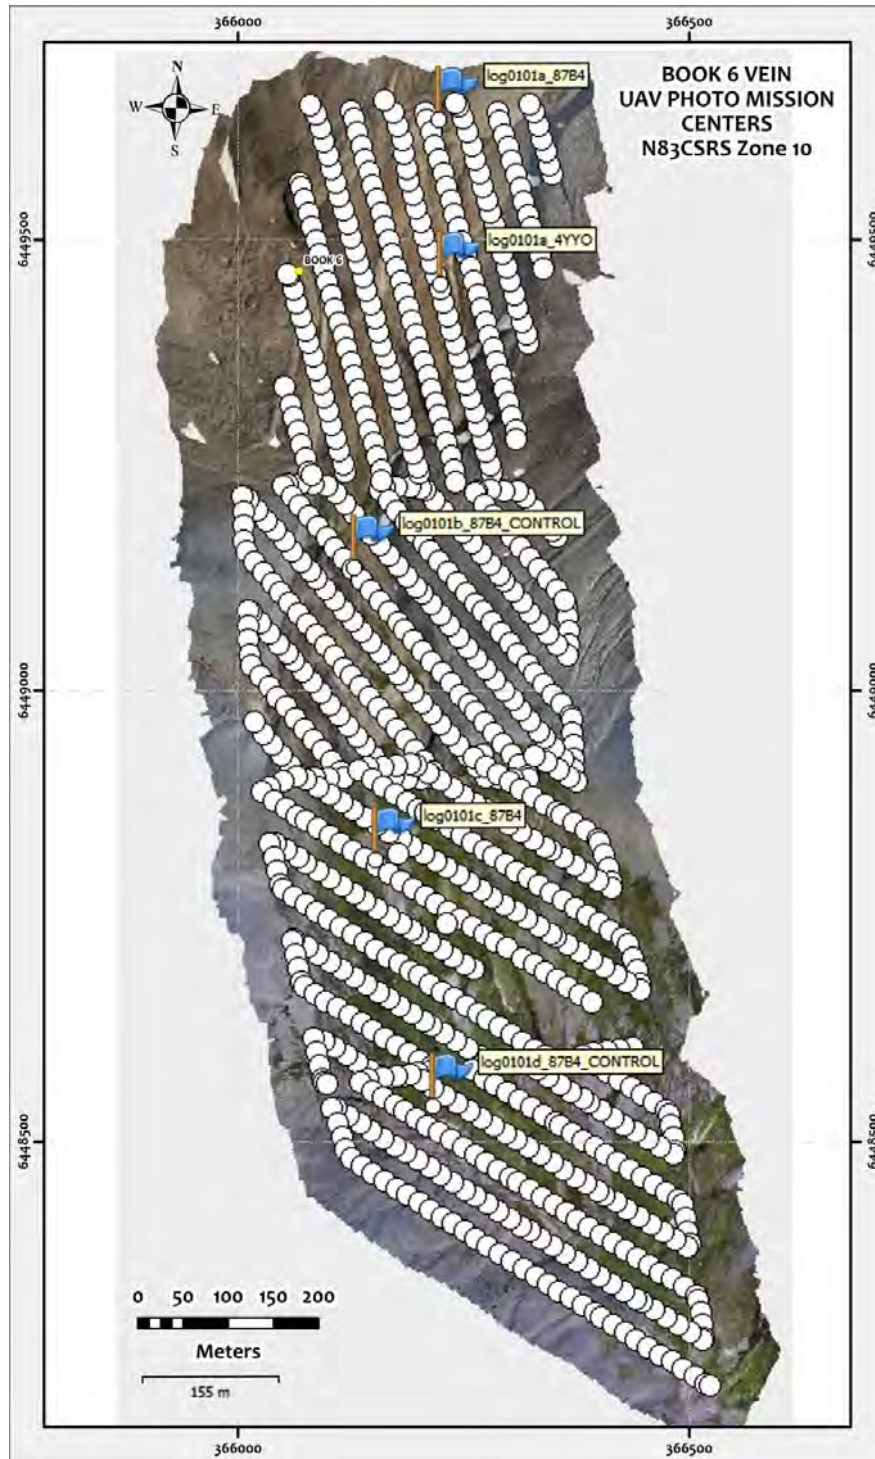 366000
366500
N
W
E
S
BOOK 6 VEIN
UAV PHOTO MISSION
CENTERS
N83CSRS Zone 10
log0101a_87B4
6449500
6449500
log0101a_4YYO
BOOK 6
log0101b_87B4_CONTROL
6449000
6449000
log0101c_87B4
log0101d_87B4_CONTROL
6448500
6448500
0 50 100 150 200
Meters
155 m
366000
366500